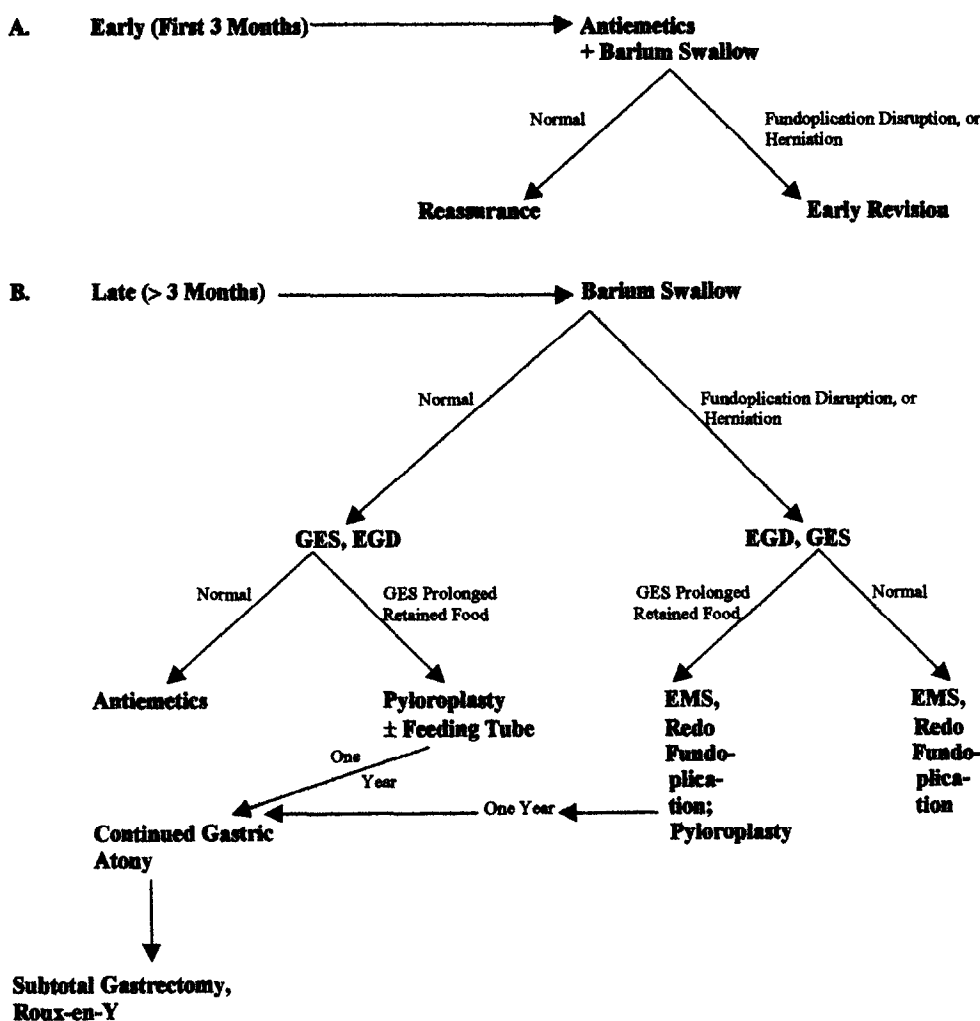 A. Early (First 3 Months) Antiemetics
+ Barium Swallow
Normal
Fundoplication Disruption, or
Herniation
Reassurance
Early Revision
B. Late (> 3 Months) Barium Swallow
Normal
Fundoplication Disruption, or
Herniation
GES, EGD
EGD, GES
Normal
GES Prolonged
Retained Food
GES Prolonged
Retained Food
Normal
Antiemetics
Pyloroplasty
± Feeding Tube
EMS,
Redo
Fundo-
plica-
tion;
Pyloroplasty
EMS,
Redo
Fundo-
plica-
tion
One
Year
One Year
Continued Gastric
Atony
Subtotal Gastrectomy,
Roux-en-Y